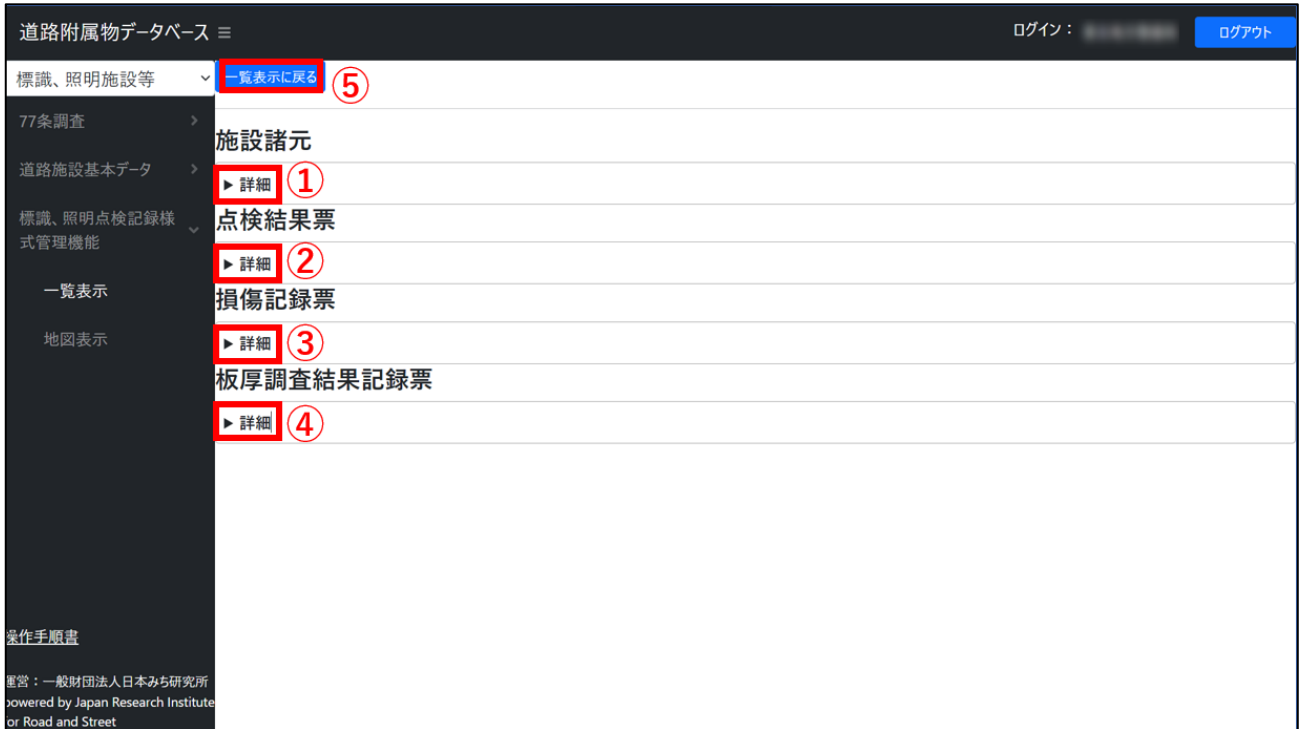 道路附属物データベース ≡
ログイン：
ログアウト
標識、照明施設等
77条調査
道路施設基本データ
標識、照明点検記録様
式管理機能
一覧表示
地図表示
操作手順書
運営：一般財団法人日本みち研究所
powered by Japan Research Institute
for Road and Street
一覧表示に戻る
⑤
施設諸元
▶ 詳細 ①
点検結果票
▶ 詳細 ②
損傷記録票
▶ 詳細 ③
板厚調査結果記録票
▶ 詳細 ④